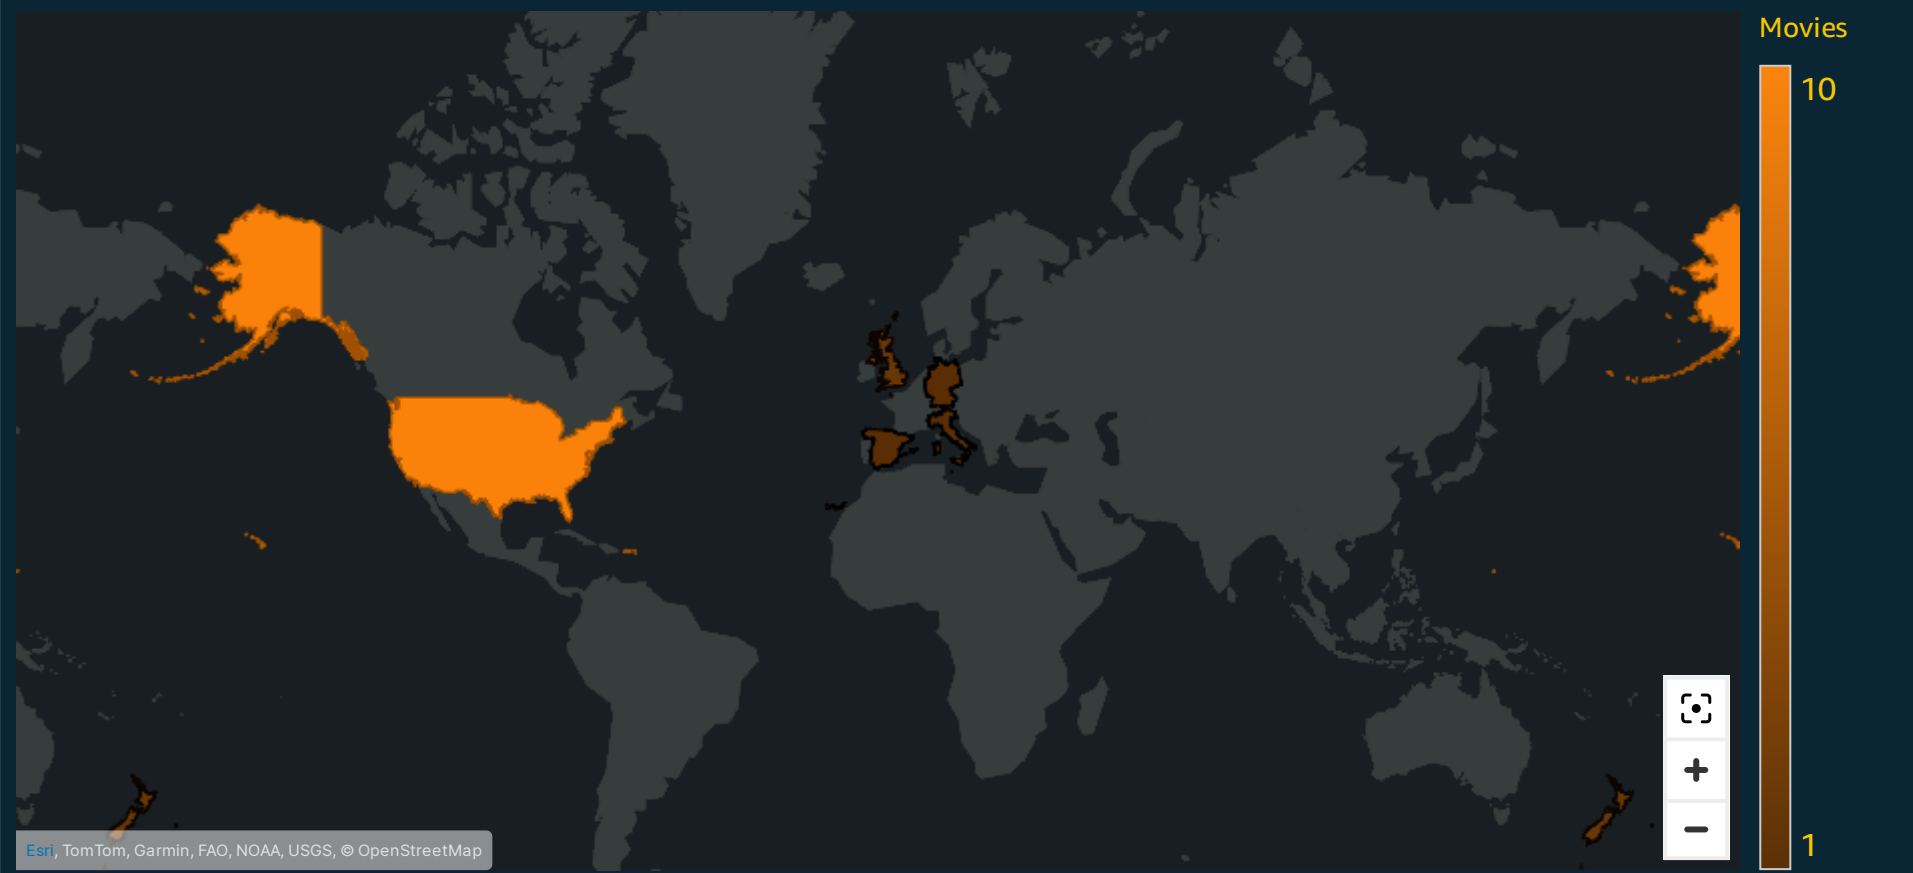 Movies
10
1
Esri, TomTom, Garmin, FAO, NOAA, USGS, © OpenStreetMap